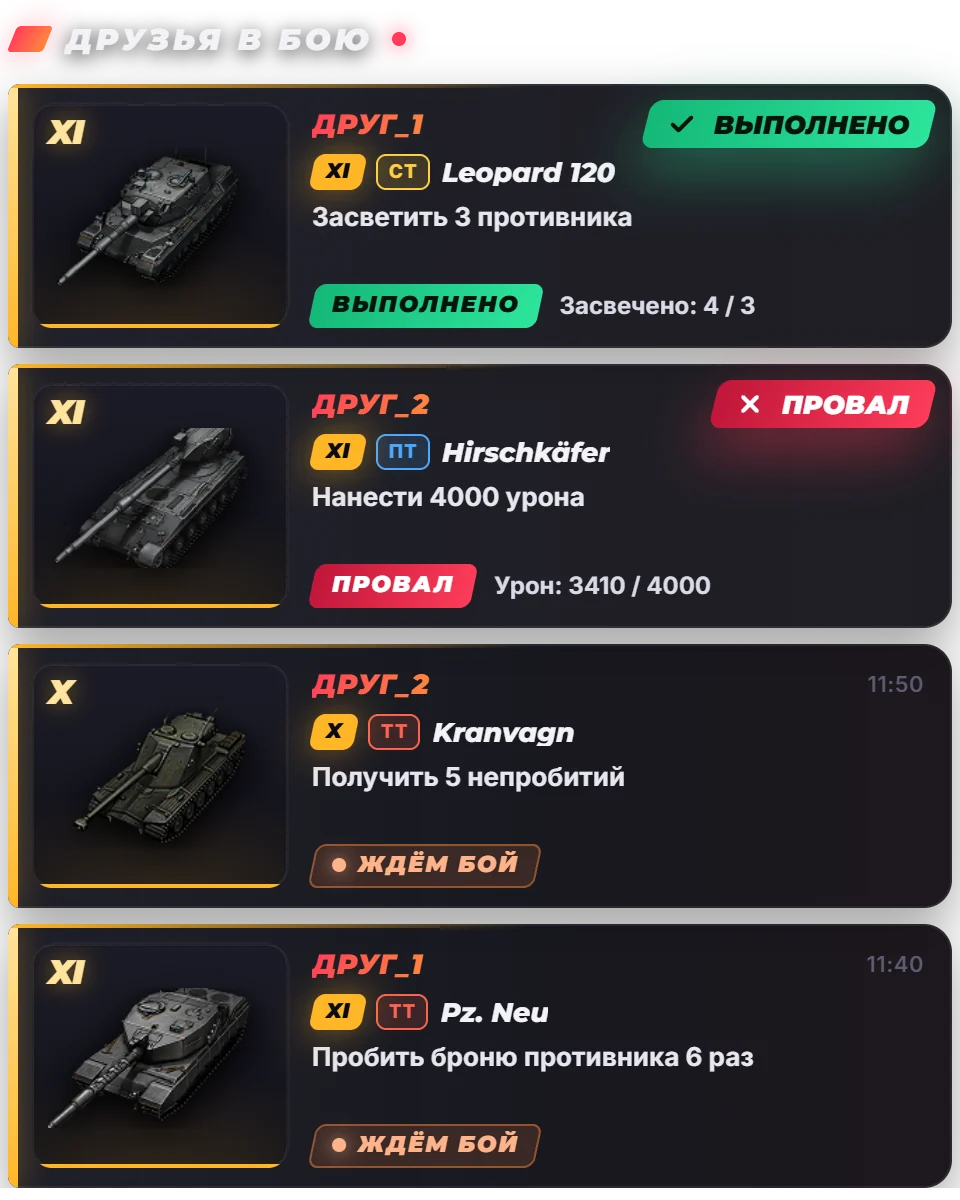 ДРУЗЬЯ В БОЮ
XI
ДРУГ_1
ВЫПОЛНЕНО
XI СТ Leopard 120
Засветить 3 противника
ВЫПОЛНЕНО Засвечено: 4 / 3
XI
ДРУГ_2
ПРОВАЛ
XI ПТ Hirschkäfer
Нанести 4000 урона
ПРОВАЛ Урон: 3410 / 4000
X
ДРУГ_2
11:50
X ТТ Kranvagn
Получить 5 непробитий
ЖДЁМ БОЙ
XI
ДРУГ_1
11:40
XI ТТ Pz. Neu
Пробить броню противника 6 раз
ЖДЁМ БОЙ